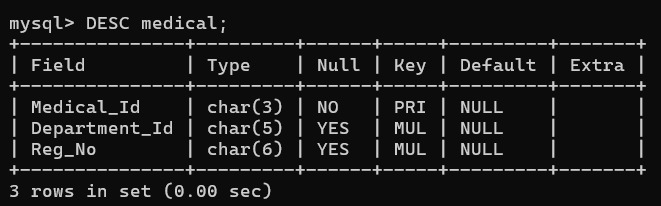 mysql> DESC medical;
+---------------+---------+------+-----+---------+-------+
| Field         | Type    | Null | Key | Default | Extra |
+---------------+---------+------+-----+---------+-------+
| Medical_Id    | char(3) | NO   | PRI | NULL    |       |
| Department_Id | char(5) | YES  | MUL | NULL    |       |
| Reg_No        | char(6) | YES  | MUL | NULL    |       |
+---------------+---------+------+-----+---------+-------+
3 rows in set (0.00 sec)